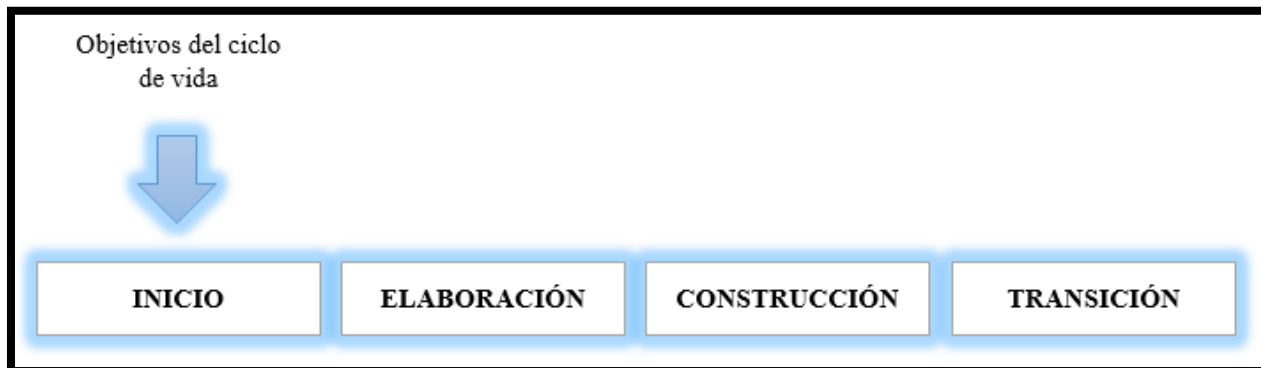 Objetivos del ciclo
de vida
INICIO
ELABORACIÓN
CONSTRUCCIÓN
TRANSICIÓN